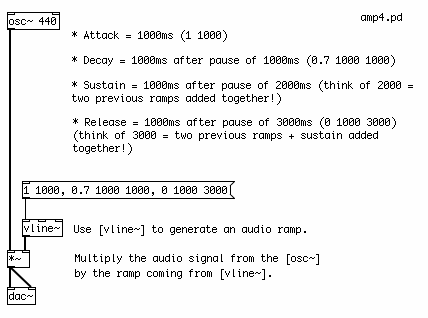 osc~ 440
amp4.pd
* Attack = 1000ms (1 1000)
* Decay = 1000ms after pause of 1000ms (0.7 1000 1000)
* Sustain = 1000ms after pause of 2000ms (think of 2000 =
two previous ramps added together!)
* Release = 1000ms after pause of 3000ms (0 1000 3000)
(think of 3000 = two previous ramps + sustain added
together!)
1 1000, 0.7 1000 1000, 0 1000 3000
vline~
Use [vline~] to generate an audio ramp.
*~
Multiply the audio signal from the [osc~]
by the ramp coming from [vline~].
dac~